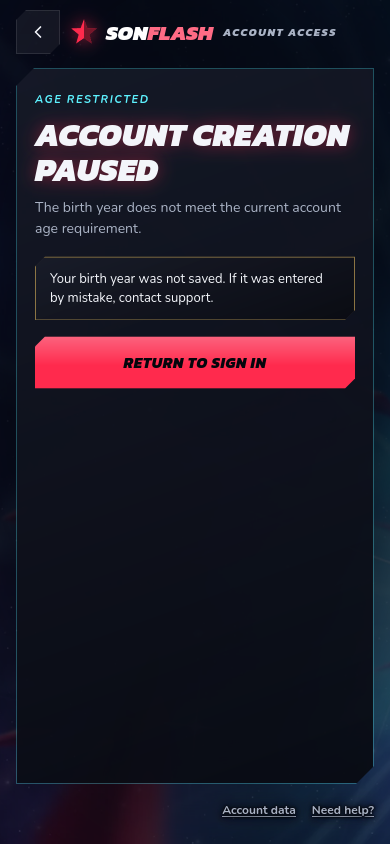 SONFLASH ACCOUNT ACCESS
AGE RESTRICTED
ACCOUNT CREATION
PAUSED
The birth year does not meet the current account
age requirement.
Your birth year was not saved. If it was entered
by mistake, contact support.
RETURN TO SIGN IN
Account data Need help?